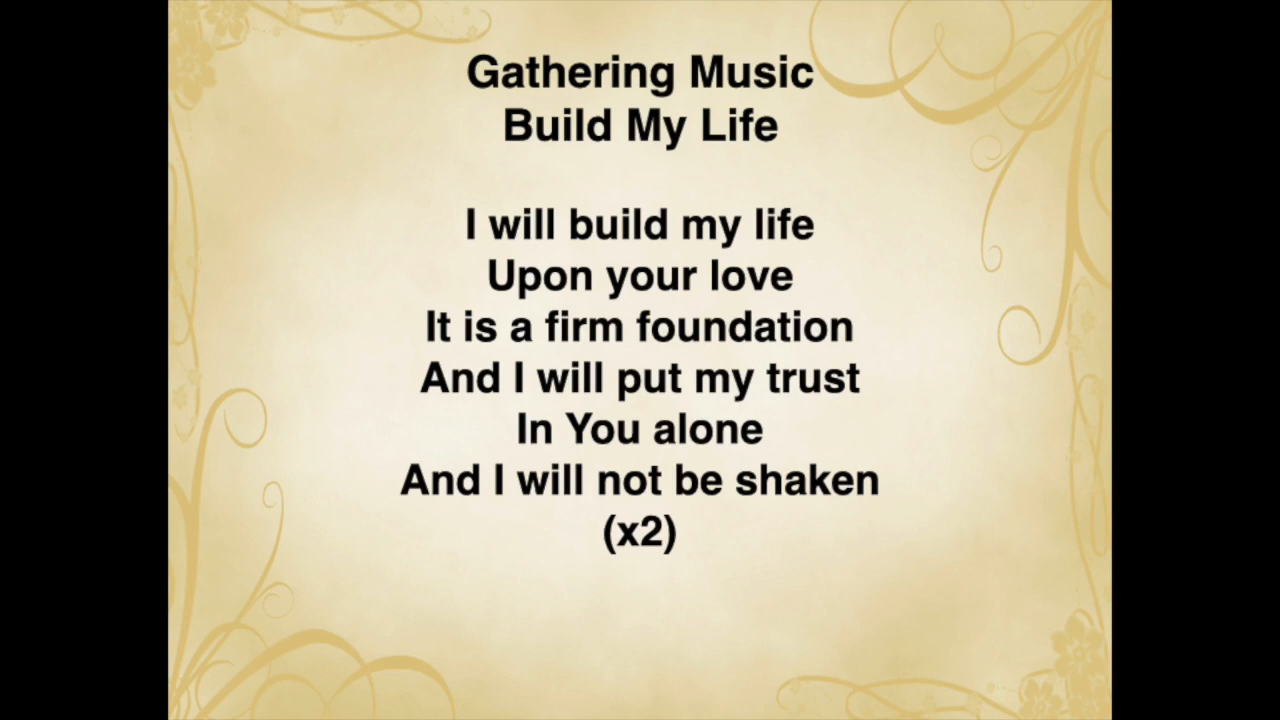 Gathering Music
Build My Life
I will build my life
Upon your love
It is a firm foundation
And I will put my trust
In You alone
And I will not be shaken
(x2)